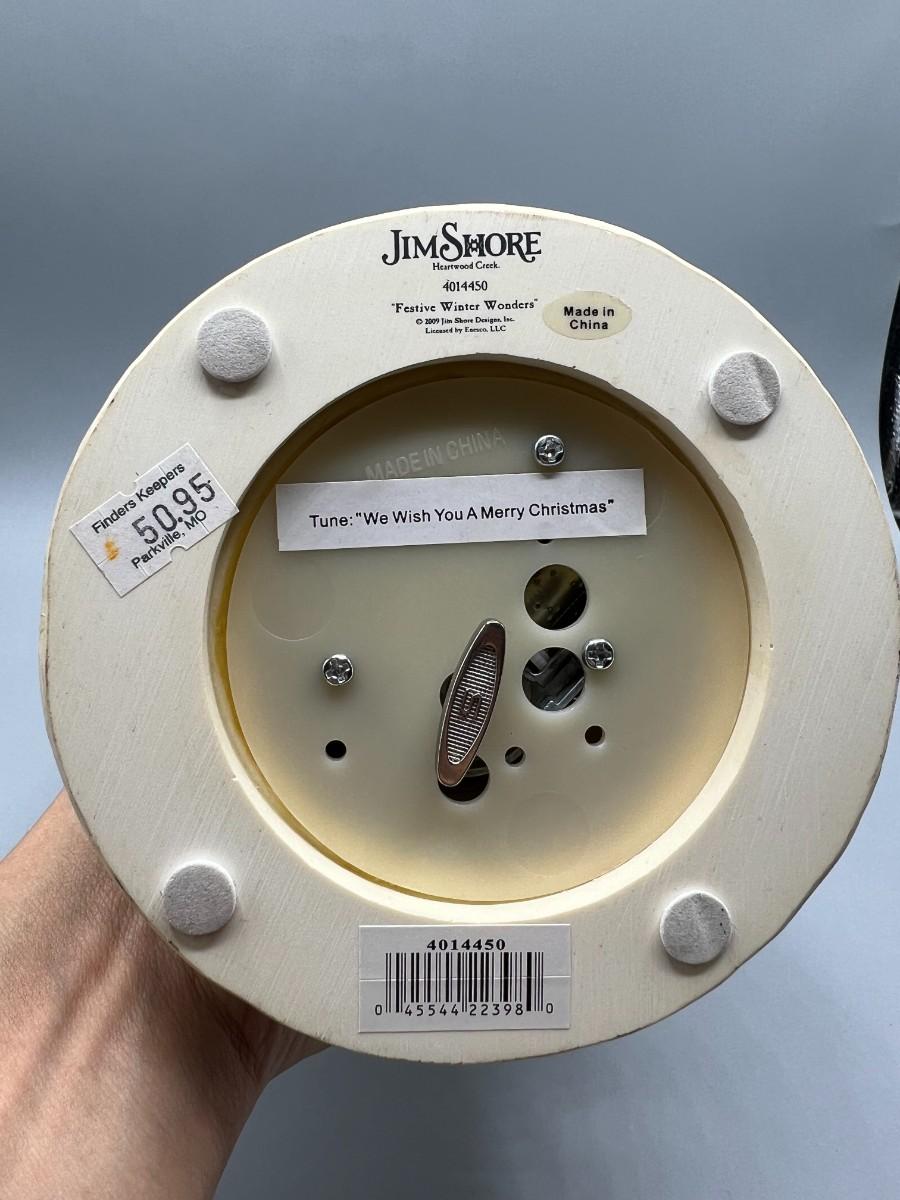 JIM SHORE
Heartwood Creek.
4014450
"Festive Winter Wonders"
© 2009 Jim Shore Designs, Inc.
Licensed by Enesco, LLC
Made in
China
MADE IN CHINA
Tune: "We Wish You A Merry Christmas"
Finders Keepers
50.95
Parkville, MO
4014450
0 45544 22398 0